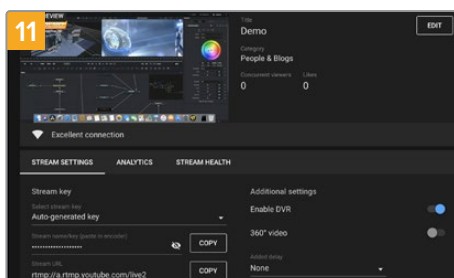 11
PREVIEW
Title
Demo
EDIT
Category
People & Blogs
Concurrent viewers Likes
0 0
Excellent connection
STREAM SETTINGS ANALYTICS STREAM HEALTH
Stream key
Additional settings
Select stream key
Auto-generated key
Enable DVR
Stream name/key (paste in encoder)
COPY
360° video
Stream URL
rtmp://a.rtmp.youtube.com/live2
COPY
Added delay
None